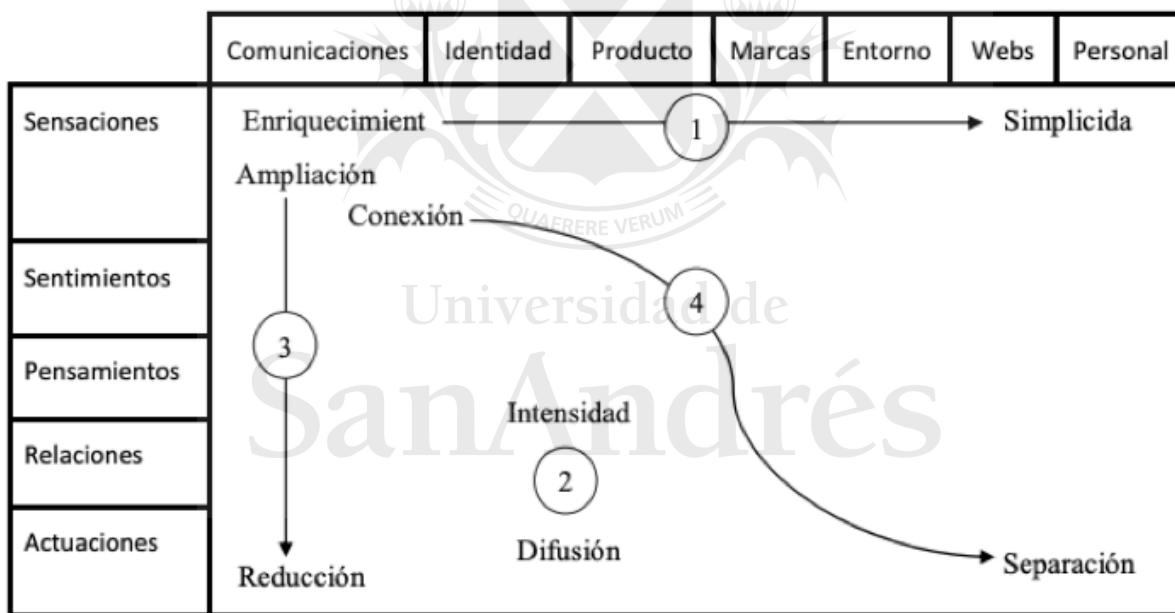 Comunicaciones Identidad Producto Marcas Entorno Webs Personal
Sensaciones
Enriquecimient 1 Simplicida
Ampliación
Conexión
QUAERERE VERUM
Sentimientos
Universidad de
4
3
Pensamientos
SanAndrés
Intensidad
Relaciones
2
Actuaciones
Difusión
Separación
Reducción